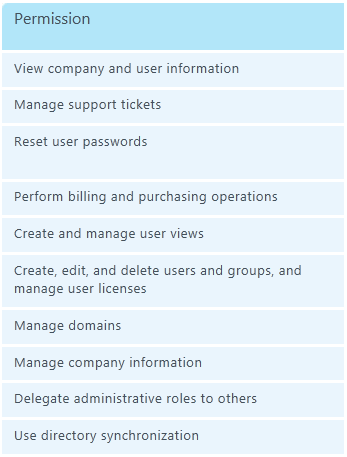 Permission
View company and user information
Manage support tickets
Reset user passwords
Perform billing and purchasing operations
Create and manage user views
Create, edit, and delete users and groups, and
manage user licenses
Manage domains
Manage company information
Delegate administrative roles to others
Use directory synchronization